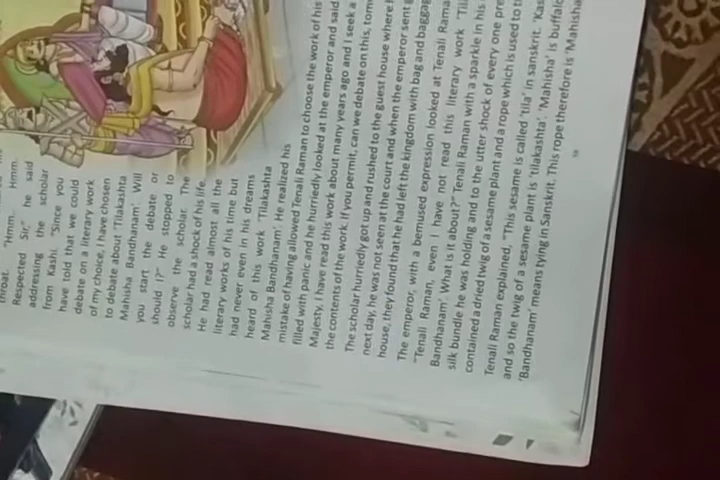 throat. "Hmm... Hmm.
Respected Sir," he said
addressing the scholar
from Kashi. "Since you
have told that we could
debate on a literary work
of my choice, I have chosen
to debate about 'Tilakashta
Mahisha Bandhanam'. Will
you start the debate or
should I?" He stopped to
observe the scholar. The
scholar had a shock of his life.
He had read almost all the
literary works of his time but
had never even in his dreams
heard of this work 'Tilakashta
Mahisha Bandhanam'. He realized his
mistake of having allowed Tenali Raman to choose the work of his
filled with panic and he hurriedly looked at the emperor and said
Majesty, I have read this work about many years ago and I seek a
the contents of the work. If you permit, can we debate on this, tom
The scholar hurriedly got up and rushed to the guest house where
next day, he was not seen at the court and when the emperor sent
house, they found that he had left the kingdom with bag and baggag
The emperor, with a bemused expression looked at Tenali Rama
"Tenali Raman, even I have not read this literary work 'Til
Bandhanam'. What is it about?" Tenali Raman with a sparkle in his
silk bundle he was holding and to the utter shock of every one pre
contained a dried twig of a sesame plant and a rope which is used to ti
Tenali Raman explained, "This sesame is called 'tila' in sanskrit. 'Kas
and so the twig of a sesame plant is 'tilakashta'. 'Mahisha' is buffalo
'Bandhanam' means tying in Sanskrit. This rope therefore is 'Mahisha